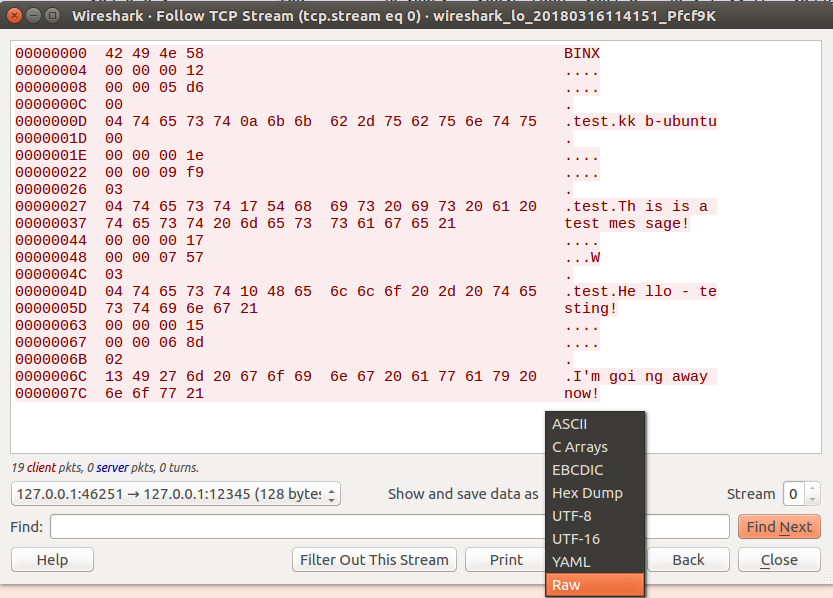 Wireshark · Follow TCP Stream (tcp.stream eq 0) · wireshark_lo_20180316114151_Pfcf9K
00000000  42 49 4e 58                                        BINX
00000004  00 00 00 12                                        ....
00000008  00 00 05 d6                                        ....
0000000C  00                                                 .
0000000D  04 74 65 73 74 0a 6b 6b  62 2d 75 62 75 6e 74 75   .test.kk b-ubuntu
0000001D  00                                                 .
0000001E  00 00 00 1e                                        ....
00000022  00 00 09 f9                                        ....
00000026  03                                                 .
00000027  04 74 65 73 74 17 54 68  69 73 20 69 73 20 61 20   .test.Th is is a
00000037  74 65 73 74 20 6d 65 73  73 61 67 65 21            test mes sage!
00000044  00 00 00 17                                        ....
00000048  00 00 07 57                                        ...W
0000004C  03                                                 .
0000004D  04 74 65 73 74 10 48 65  6c 6c 6f 20 2d 20 74 65   .test.He llo - te
0000005D  73 74 69 6e 67 21                                  sting!
00000063  00 00 00 15                                        ....
00000067  00 00 06 8d                                        ....
0000006B  02                                                 .
0000006C  13 49 27 6d 20 67 6f 69  6e 67 20 61 77 61 79 20   .I'm goi ng away
0000007C  6e 6f 77 21                                        now!
19 client pkts, 0 server pkts, 0 turns.
127.0.0.1:46251 → 127.0.0.1:12345 (128 bytes
Show and save data as
ASCII
C Arrays
EBCDIC
Hex Dump
UTF-8
UTF-16
YAML
Raw
Stream 0
Find:
Find Next
Help
Filter Out This Stream
Print
Back
Close